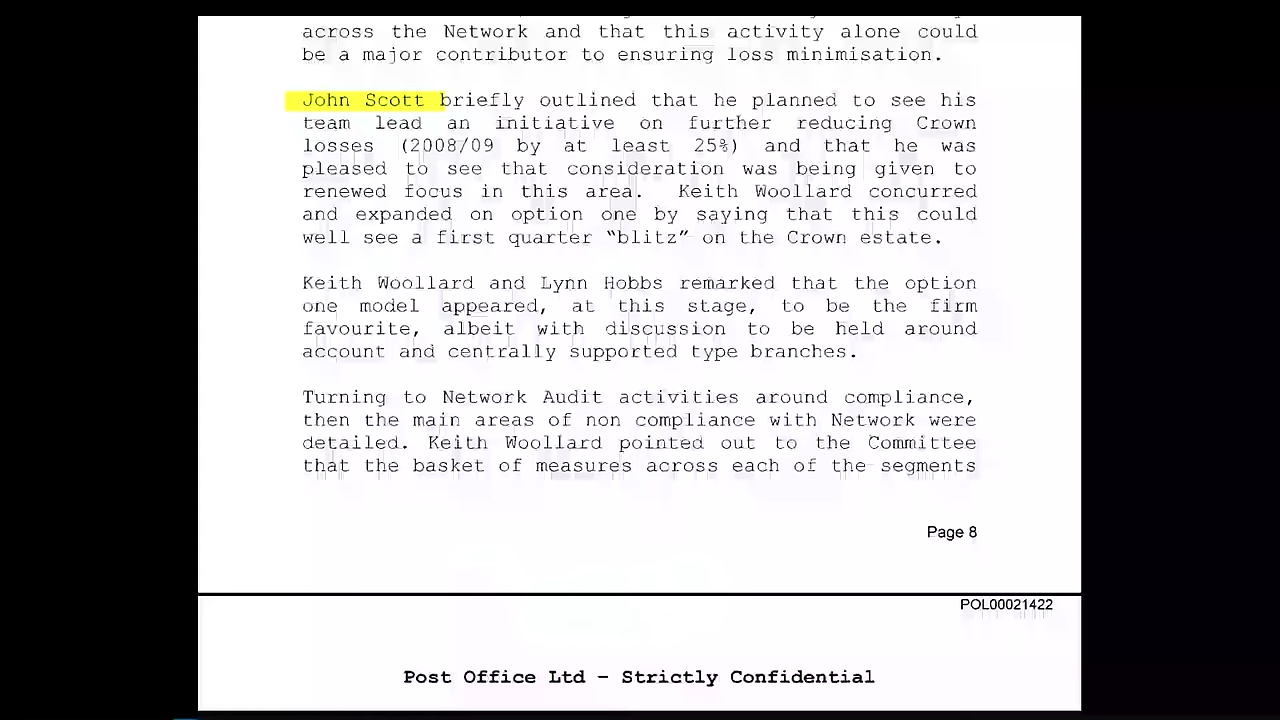 across the Network and that this activity alone could
be a major contributor to ensuring loss minimisation.
John Scott briefly outlined that he planned to see his
team lead an initiative on further reducing Crown
losses (2008/09 by at least 25%) and that he was
pleased to see that consideration was being given to
renewed focus in this area. Keith Woollard concurred
and expanded on option one by saying that this could
well see a first quarter “blitz” on the Crown estate.
Keith Woollard and Lynn Hobbs remarked that the option
one model appeared, at this stage, to be the firm
favourite, albeit with discussion to be held around
account and centrally supported type branches.
Turning to Network Audit activities around compliance,
then the main areas of non compliance with Network were
detailed. Keith Woollard pointed out to the Committee
that the basket of measures across each of the segments
Page 8
POL00021422
Post Office Ltd – Strictly Confidential